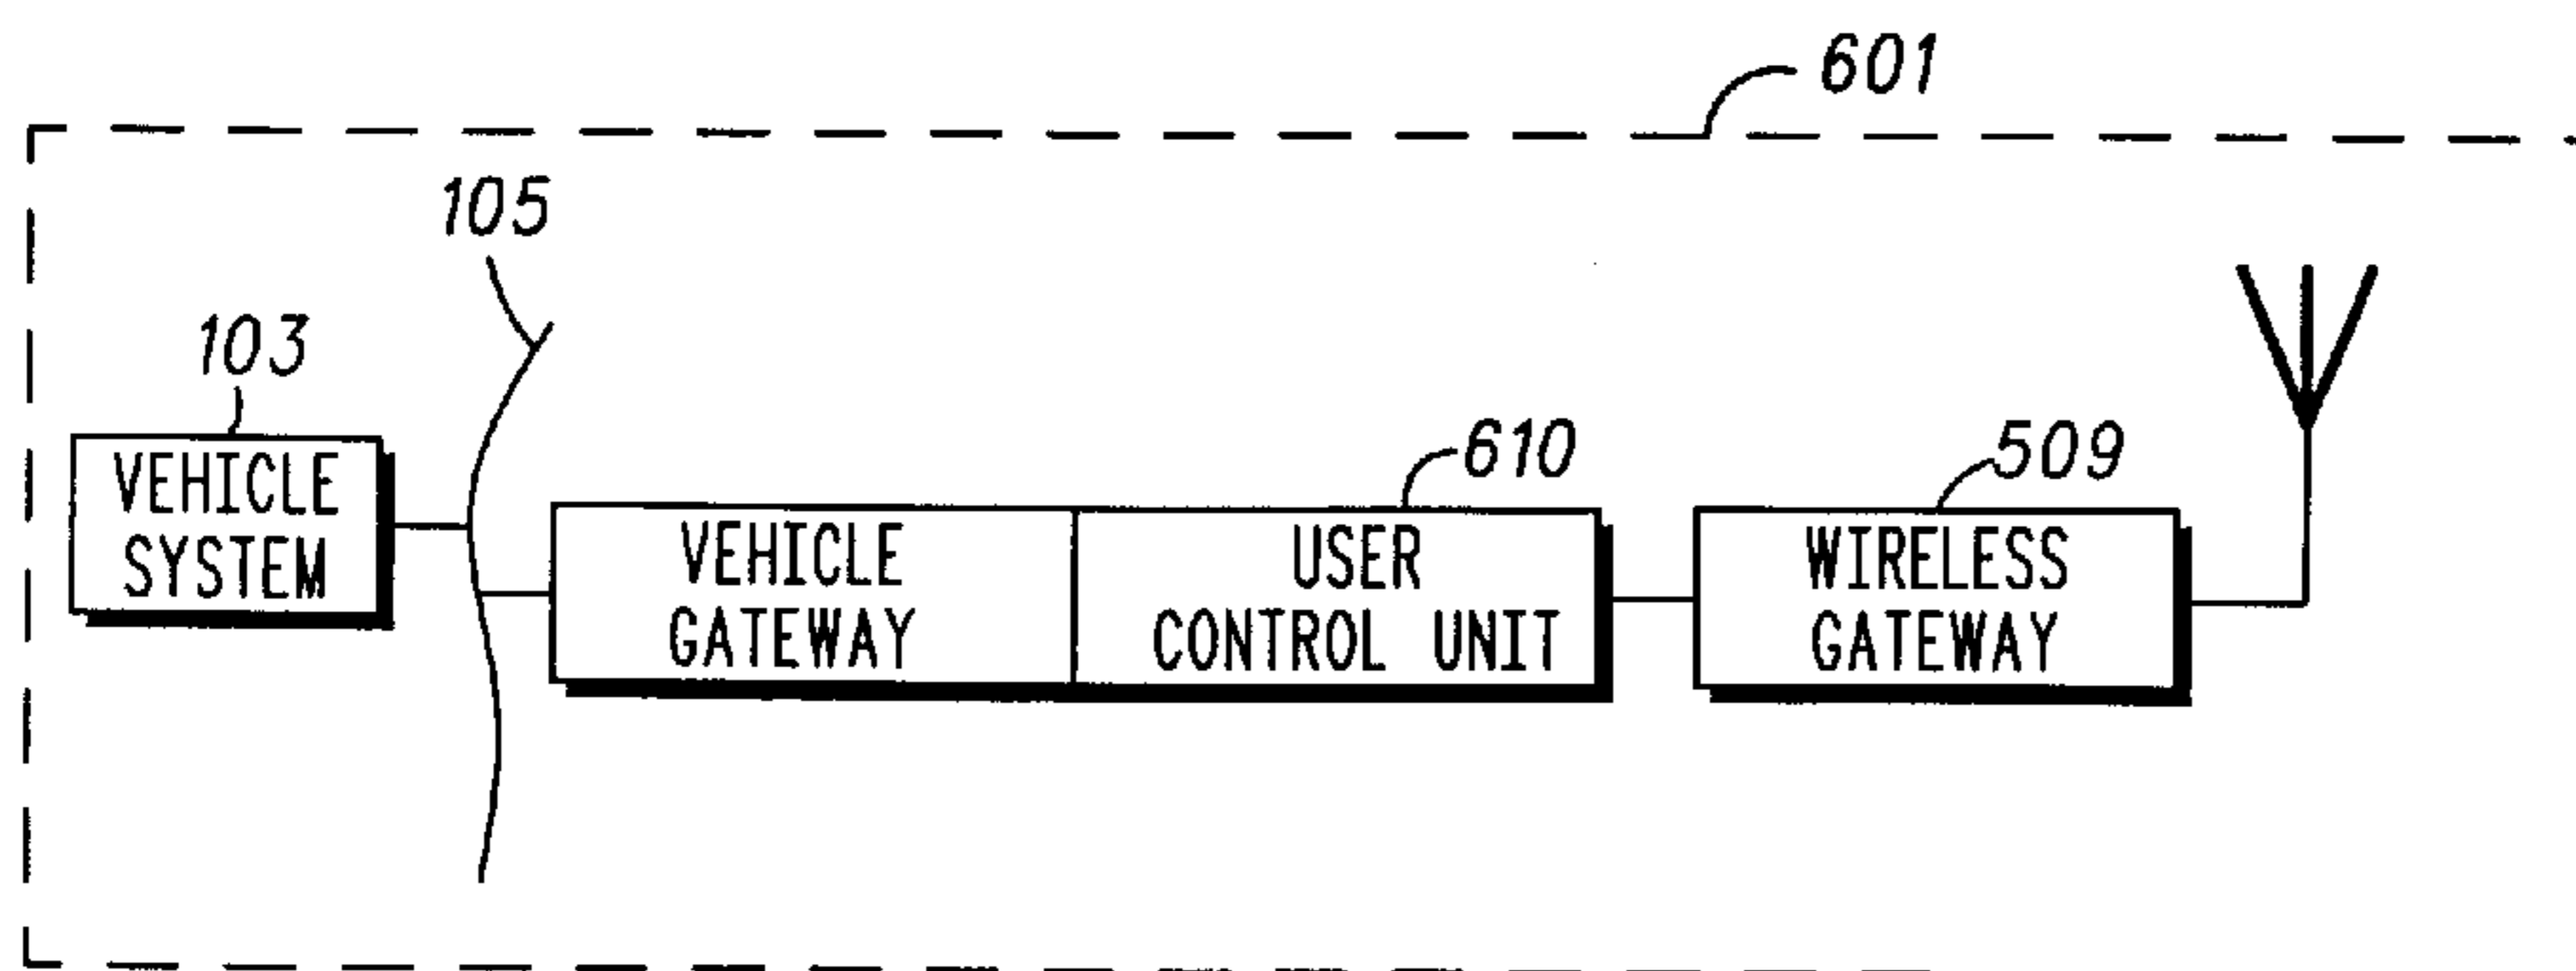 601
105
103
VEHICLE
SYSTEM
610
VEHICLE
GATEWAY
USER
CONTROL UNIT
509
WIRELESS
GATEWAY